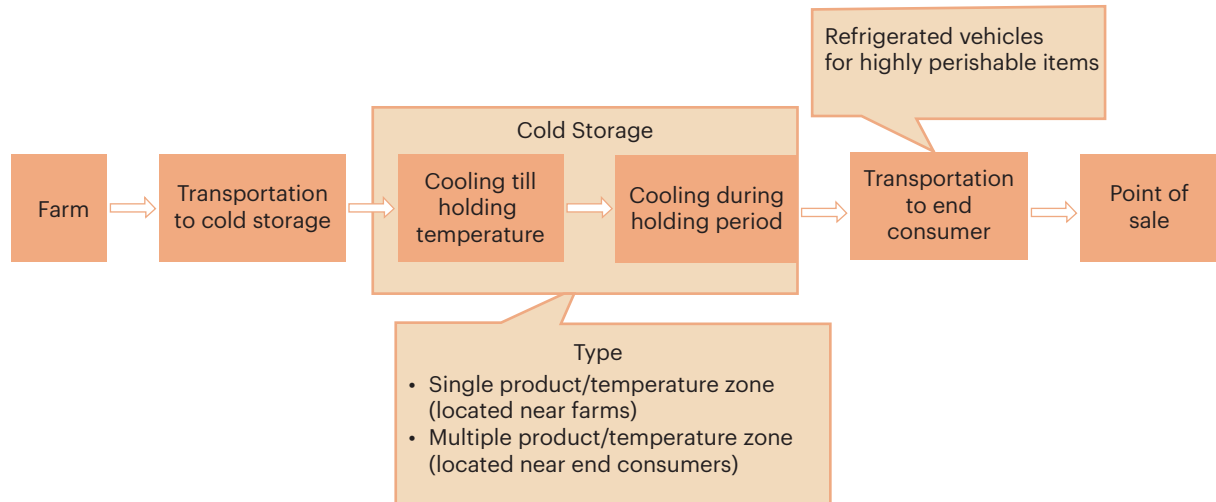 Refrigerated vehicles
for highly perishable items
Cold Storage
Farm
Transportation
to cold storage
Cooling till
holding
temperature
Cooling during
holding period
Transportation
to end
consumer
Point of
sale
Type
• Single product/temperature zone
(located near farms)
• Multiple product/temperature zone
(located near end consumers)